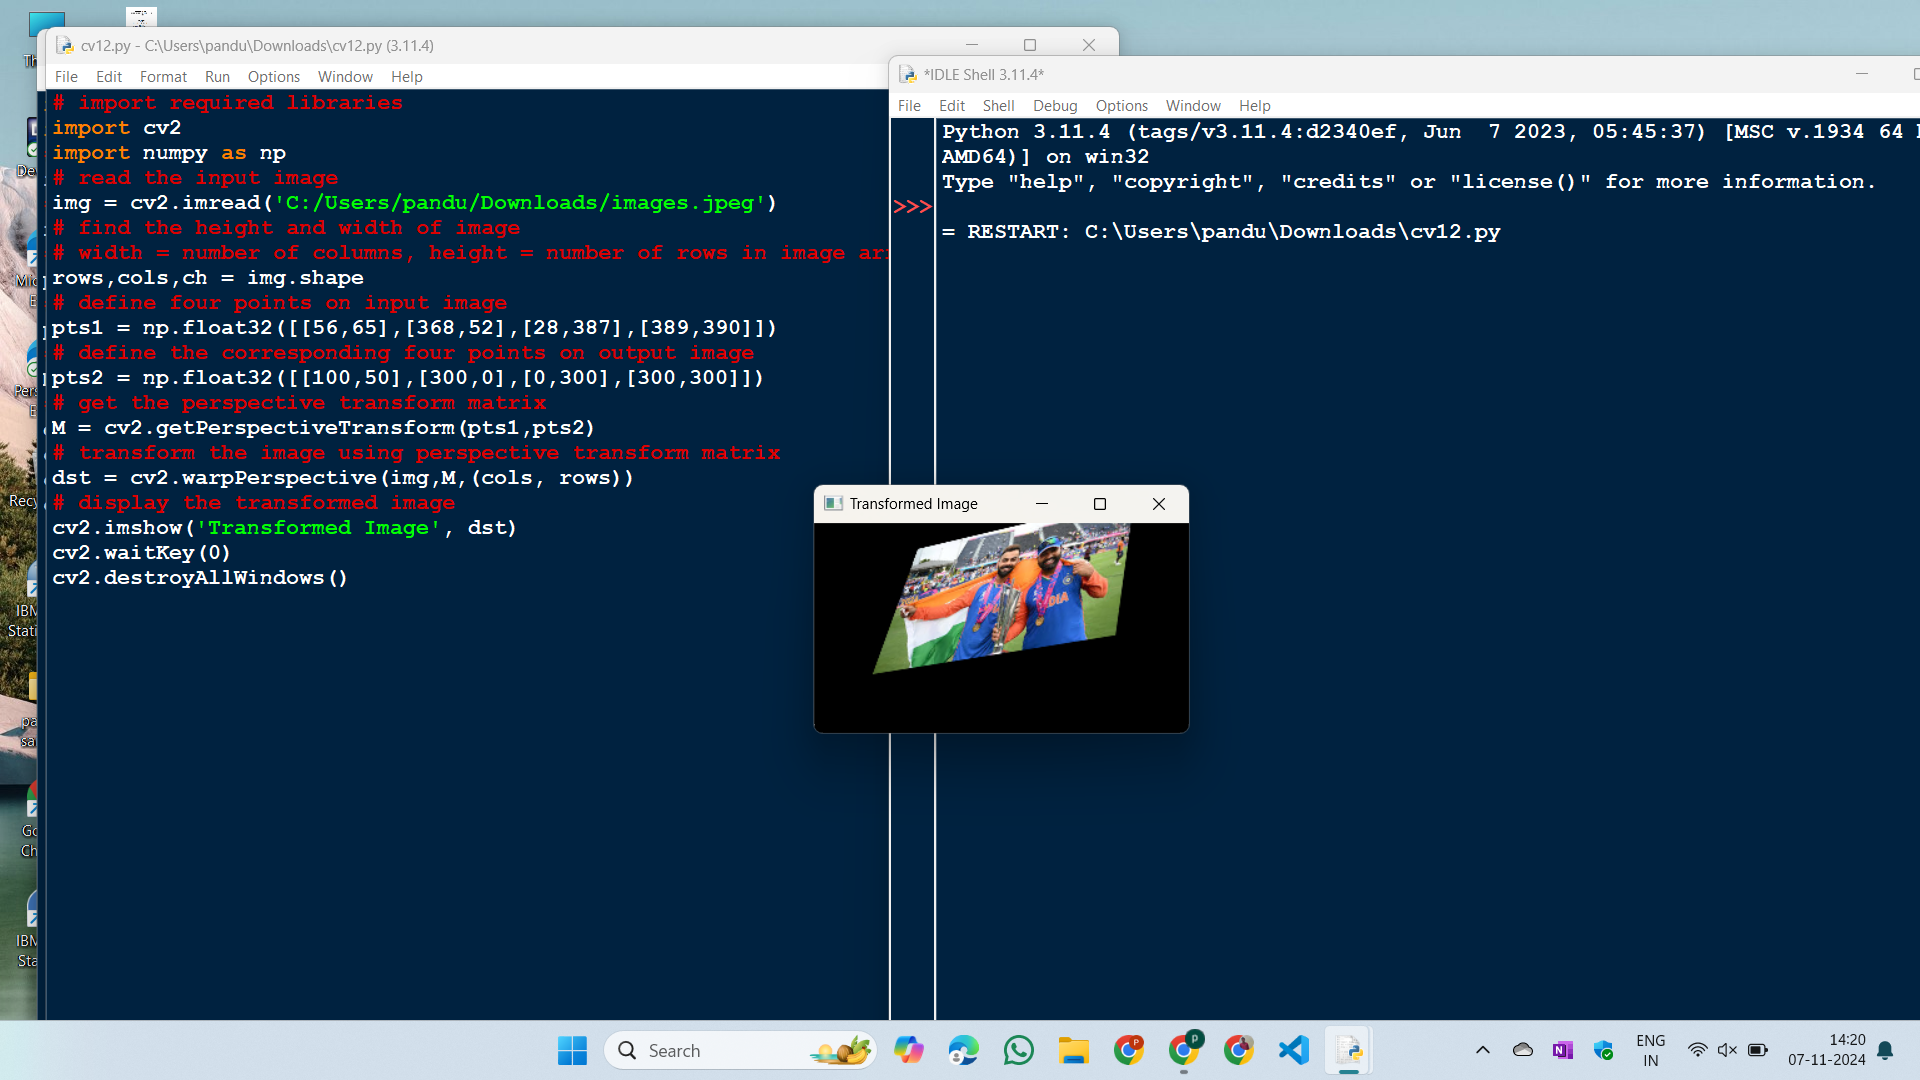 cv12.py - C:\Users\pandu\Downloads\cv12.py (3.11.4)
File Edit Format Run Options Window Help
# import required libraries
import cv2
import numpy as np
# read the input image
img = cv2.imread('C:/Users/pandu/Downloads/images.jpeg')
# find the height and width of image
# width = number of columns, height = number of rows in image
rows,cols,ch = img.shape
# define four points on input image
pts1 = np.float32([[56,65],[368,52],[28,387],[389,390]])
# define the corresponding four points on output image
pts2 = np.float32([[100,50],[300,0],[0,300],[300,300]])
# get the perspective transform matrix
M = cv2.getPerspectiveTransform(pts1,pts2)
# transform the image using perspective transform matrix
dst = cv2.warpPerspective(img,M,(cols, rows))
# display the transformed image
cv2.imshow('Transformed Image', dst)
cv2.waitKey(0)
cv2.destroyAllWindows()
*IDLE Shell 3.11.4*
File Edit Shell Debug Options Window Help
Python 3.11.4 (tags/v3.11.4:d2340ef, Jun  7 2023, 05:45:37) [MSC v.1934 64
AMD64)] on win32
Type "help", "copyright", "credits" or "license()" for more information.
>>>
= RESTART: C:\Users\pandu\Downloads\cv12.py
Transformed Image
Search
ENG
IN
14:20
07-11-2024